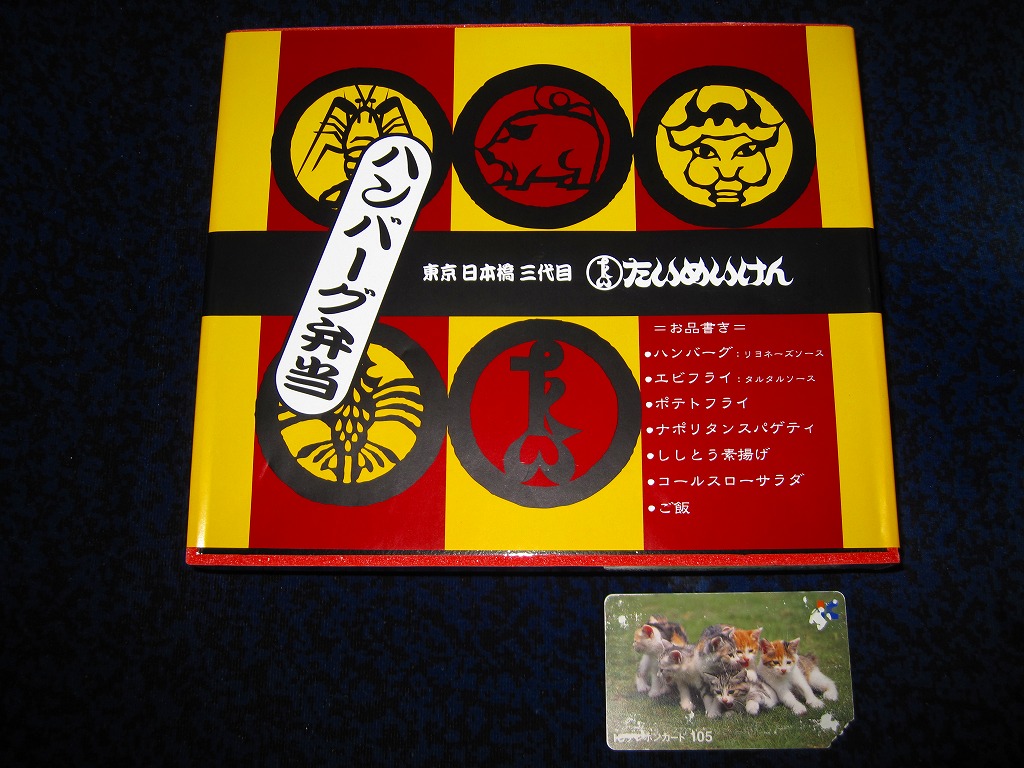 ハンバーグ弁当
東京 日本橋 三代目 たいめいけん
=お品書き=
●ハンバーグ:リヨネーズソース
●エビフライ:タルタルソース
●ポテトフライ
●ナポリタンスパゲティ
●ししとう素揚げ
●コールスローサラダ
●ご飯
ホンカード 105